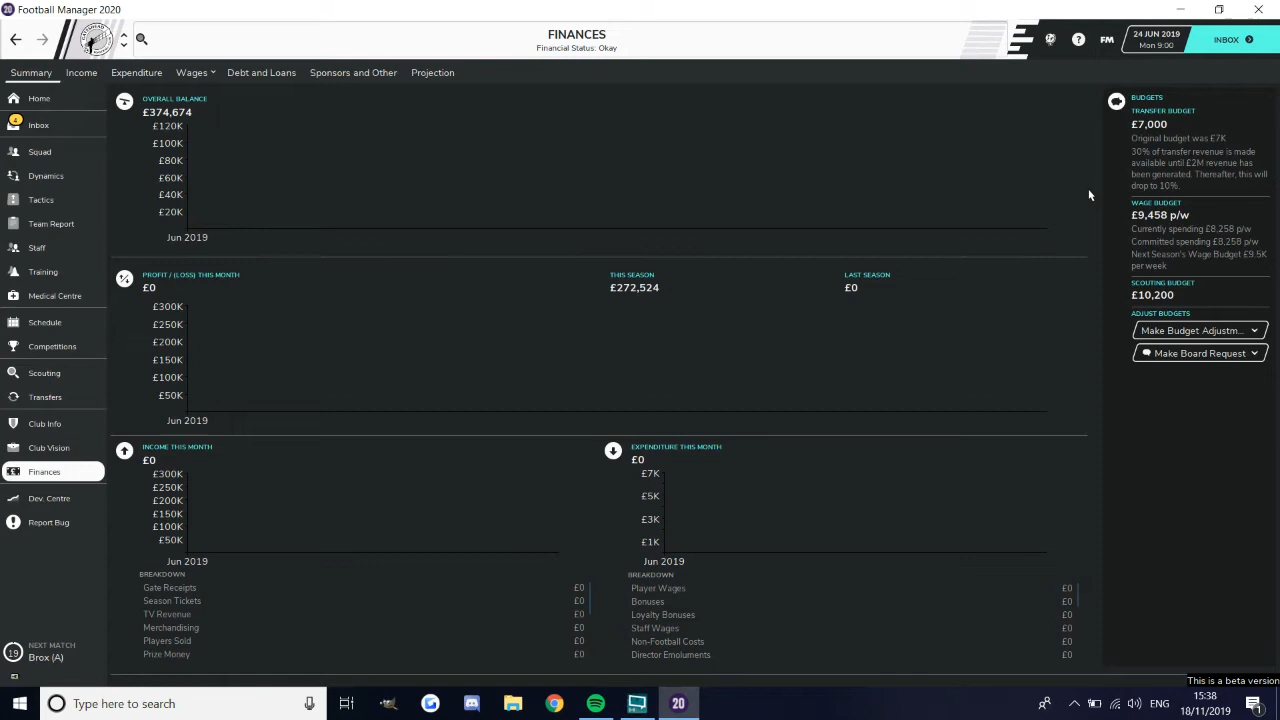 20 Football Manager 2020
FINANCES
Financial Status: Okay
FM
24 JUN 2019
Mon 9:00
INBOX
Summary
Income
Expenditure
Wages
Debt and Loans
Sponsors and Other
Projection
Home
4
Inbox
Squad
Dynamics
Tactics
Team Report
Staff
Training
Medical Centre
Schedule
Competitions
Scouting
Transfers
Club Info
Club Vision
Finances
Dev. Centre
Report Bug
19
NEXT MATCH
Brox (A)
OVERALL BALANCE
£374,674
£120K
£100K
£80K
£60K
£40K
£20K
Jun 2019
PROFIT / (LOSS) THIS MONTH
£0
THIS SEASON
£272,524
LAST SEASON
£0
£300K
£250K
£200K
£150K
£100K
£50K
Jun 2019
INCOME THIS MONTH
£0
£300K
£250K
£200K
£150K
£100K
£50K
Jun 2019
BREAKDOWN
Gate Receipts £0
Season Tickets £0
TV Revenue £0
Merchandising £0
Players Sold £0
Prize Money £0
EXPENDITURE THIS MONTH
£0
£7K
£5K
£3K
£1K
Jun 2019
BREAKDOWN
Player Wages £0
Bonuses £0
Loyalty Bonuses £0
Staff Wages £0
Non-Football Costs £0
Director Emoluments £0
BUDGETS
TRANSFER BUDGET
£7,000
Original budget was £7K
30% of transfer revenue is made
available until £2M revenue has
been generated. Thereafter, this will
drop to 10%.
WAGE BUDGET
£9,458 p/w
Currently spending £8,258 p/w
Committed spending £8,258 p/w
Next Season's Wage Budget £9.5K
per week
SCOUTING BUDGET
£10,200
ADJUST BUDGETS
Make Budget Adjustm...
Make Board Request
This is a beta version
Type here to search
20
ENG
15:38
18/11/2019
1